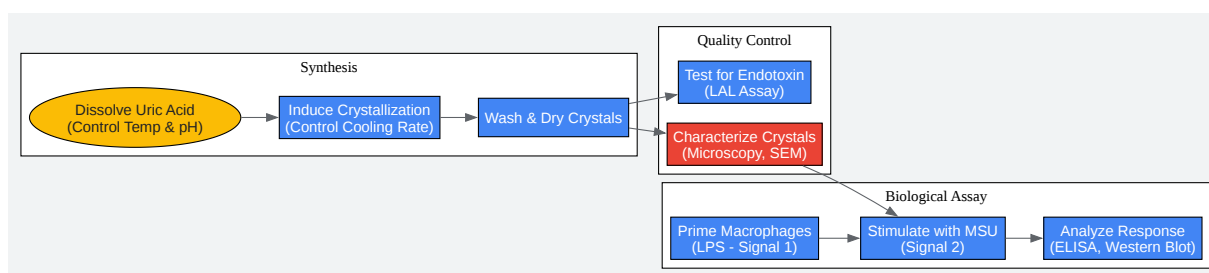 Synthesis
Dissolve Uric Acid
(Control Temp & pH)
Induce Crystallization
(Control Cooling Rate)
Wash & Dry Crystals
Quality Control
Test for Endotoxin
(LAL Assay)
Characterize Crystals
(Microscopy, SEM)
Biological Assay
Prime Macrophages
(LPS - Signal 1)
Stimulate with MSU
(Signal 2)
Analyze Response
(ELISA, Western Blot)